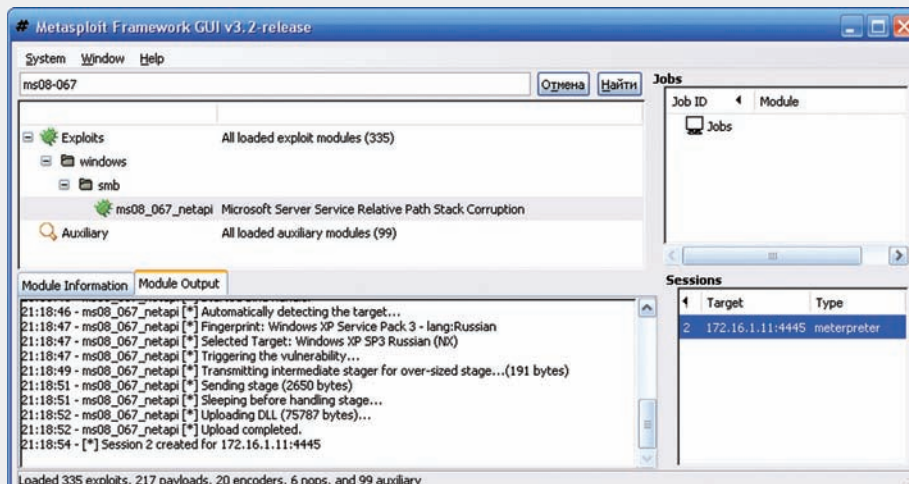 # Metasploit Framework GUI v3.2-release
System Window Help
ms08-067
Отмена Найти
Exploits All loaded exploit modules (335)
windows
smb
ms08_067_netapi Microsoft Server Service Relative Path Stack Corruption
Auxiliary All loaded auxiliary modules (99)
Jobs
Job ID Module
Jobs
Module Information Module Output
21:18:46 - ms08_067_netapi [*] Automatically detecting the target...
21:18:47 - ms08_067_netapi [*] Fingerprint: Windows XP Service Pack 3 - lang:Russian
21:18:47 - ms08_067_netapi [*] Selected Target: Windows XP SP3 Russian (NX)
21:18:47 - ms08_067_netapi [*] Triggering the vulnerability...
21:18:49 - ms08_067_netapi [*] Transmitting intermediate stager for over-sized stage...(191 bytes)
21:18:51 - ms08_067_netapi [*] Sending stage (2650 bytes)
21:18:51 - ms08_067_netapi [*] Sleeping before handling stage...
21:18:52 - ms08_067_netapi [*] Uploading DLL (75787 bytes)...
21:18:52 - ms08_067_netapi [*] Upload completed.
21:18:54 - [*] Session 2 created for 172.16.1.11:4445
Sessions
Target Type
2 172.16.1.11:4445 meterpreter
Loaded 335 exploits, 217 payloads, 20 encoders, 6 nops, and 99 auxiliary